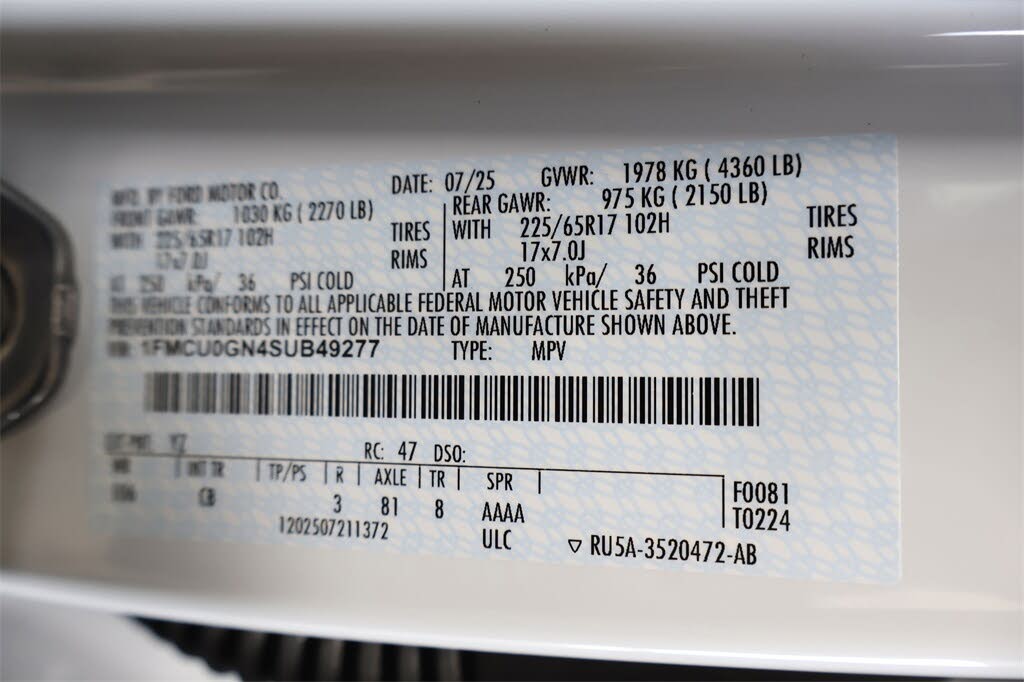 MFD. BY FORD MOTOR CO. DATE: 07/25 GVWR: 1978 KG ( 4360 LB)
FRONT GAWR: 1030 KG ( 2270 LB) REAR GAWR: 975 KG ( 2150 LB)
WITH 225/65R17 102H TIRES WITH 225/65R17 102H TIRES
17x7.0J RIMS 17x7.0J RIMS
AT 250 kPa/ 36 PSI COLD AT 250 kPa/ 36 PSI COLD
THIS VEHICLE CONFORMS TO ALL APPLICABLE FEDERAL MOTOR VEHICLE SAFETY AND THEFT
PREVENTION STANDARDS IN EFFECT ON THE DATE OF MANUFACTURE SHOWN ABOVE.
VIN: 1FMCU0GN4SUB49277 TYPE: MPV
EXT PNT: YZ RC: 47 DSO:
WB INT TR TP/PS R AXLE TR SPR F0081
CB 3 81 8 AAAA T0224
1202507211372 ULC ▽ RU5A-3520472-AB